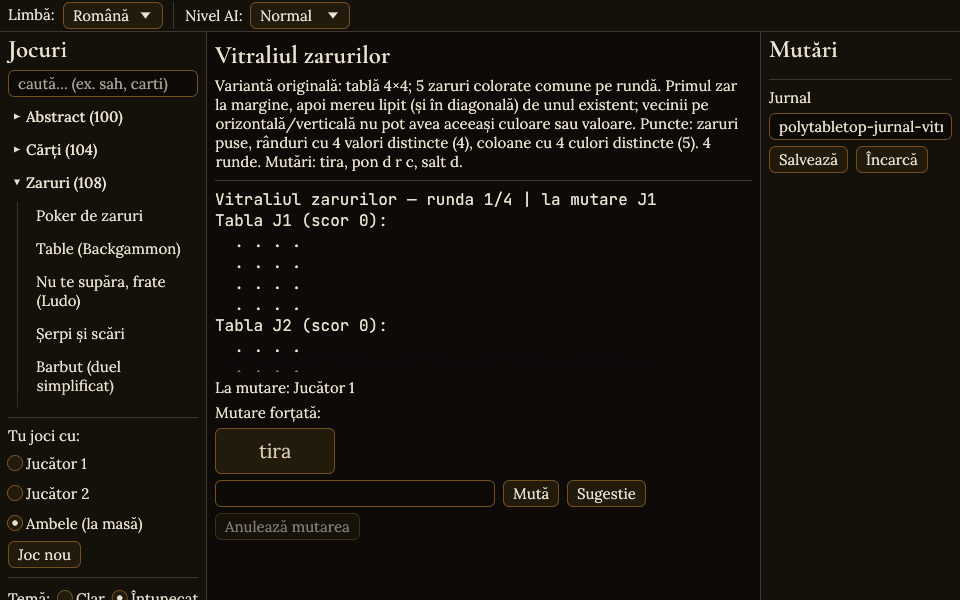 Limbă: Română ▼ Nivel AI: Normal ▼
Jocuri
caută... (ex. sah, carti)
▸ Abstract (100)
▸ Cărți (104)
▾ Zaruri (108)
Poker de zaruri
Table (Backgammon)
Nu te supăra, frate
(Ludo)
Șerpi și scări
Barbut (duel
simplificat)
Tu joci cu:
Jucător 1
Jucător 2
Ambele (la masă)
Joc nou
Temă: Clar Întunecat
Vitraliul zarurilor
Variantă originală: tablă 4×4; 5 zaruri colorate comune pe rundă. Primul zar
la margine, apoi mereu lipit (și în diagonală) de unul existent; vecinii pe
orizontală/verticală nu pot avea aceeași culoare sau valoare. Puncte: zaruri
puse, rânduri cu 4 valori distincte (4), coloane cu 4 culori distincte (5). 4
runde. Mutări: tira, pon d r c, salt d.
Vitraliul zarurilor — runda 1/4 | la mutare J1
Tabla J1 (scor 0):
. . . .
. . . .
. . . .
. . . .
Tabla J2 (scor 0):
. . . .
. . . .
La mutare: Jucător 1
Mutare forțată:
tira
Mută Sugestie
Anulează mutarea
Mutări
Jurnal
polytabletop-jurnal-vitr
Salvează Încarcă